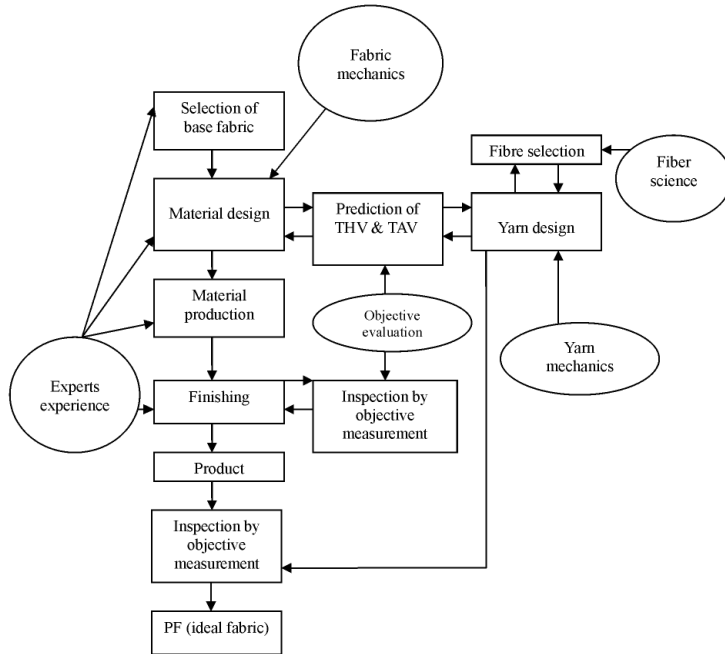 Fabric
mechanics
Selection of
base fabric
Fibre selection
Fiber
science
Material design
Prediction of
THV & TAV
Yarn design
Material
production
Objective
evaluation
Yarn
mechanics
Experts
experience
Finishing
Inspection by
objective
measurement
Product
Inspection by
objective
measurement
PF (ideal fabric)